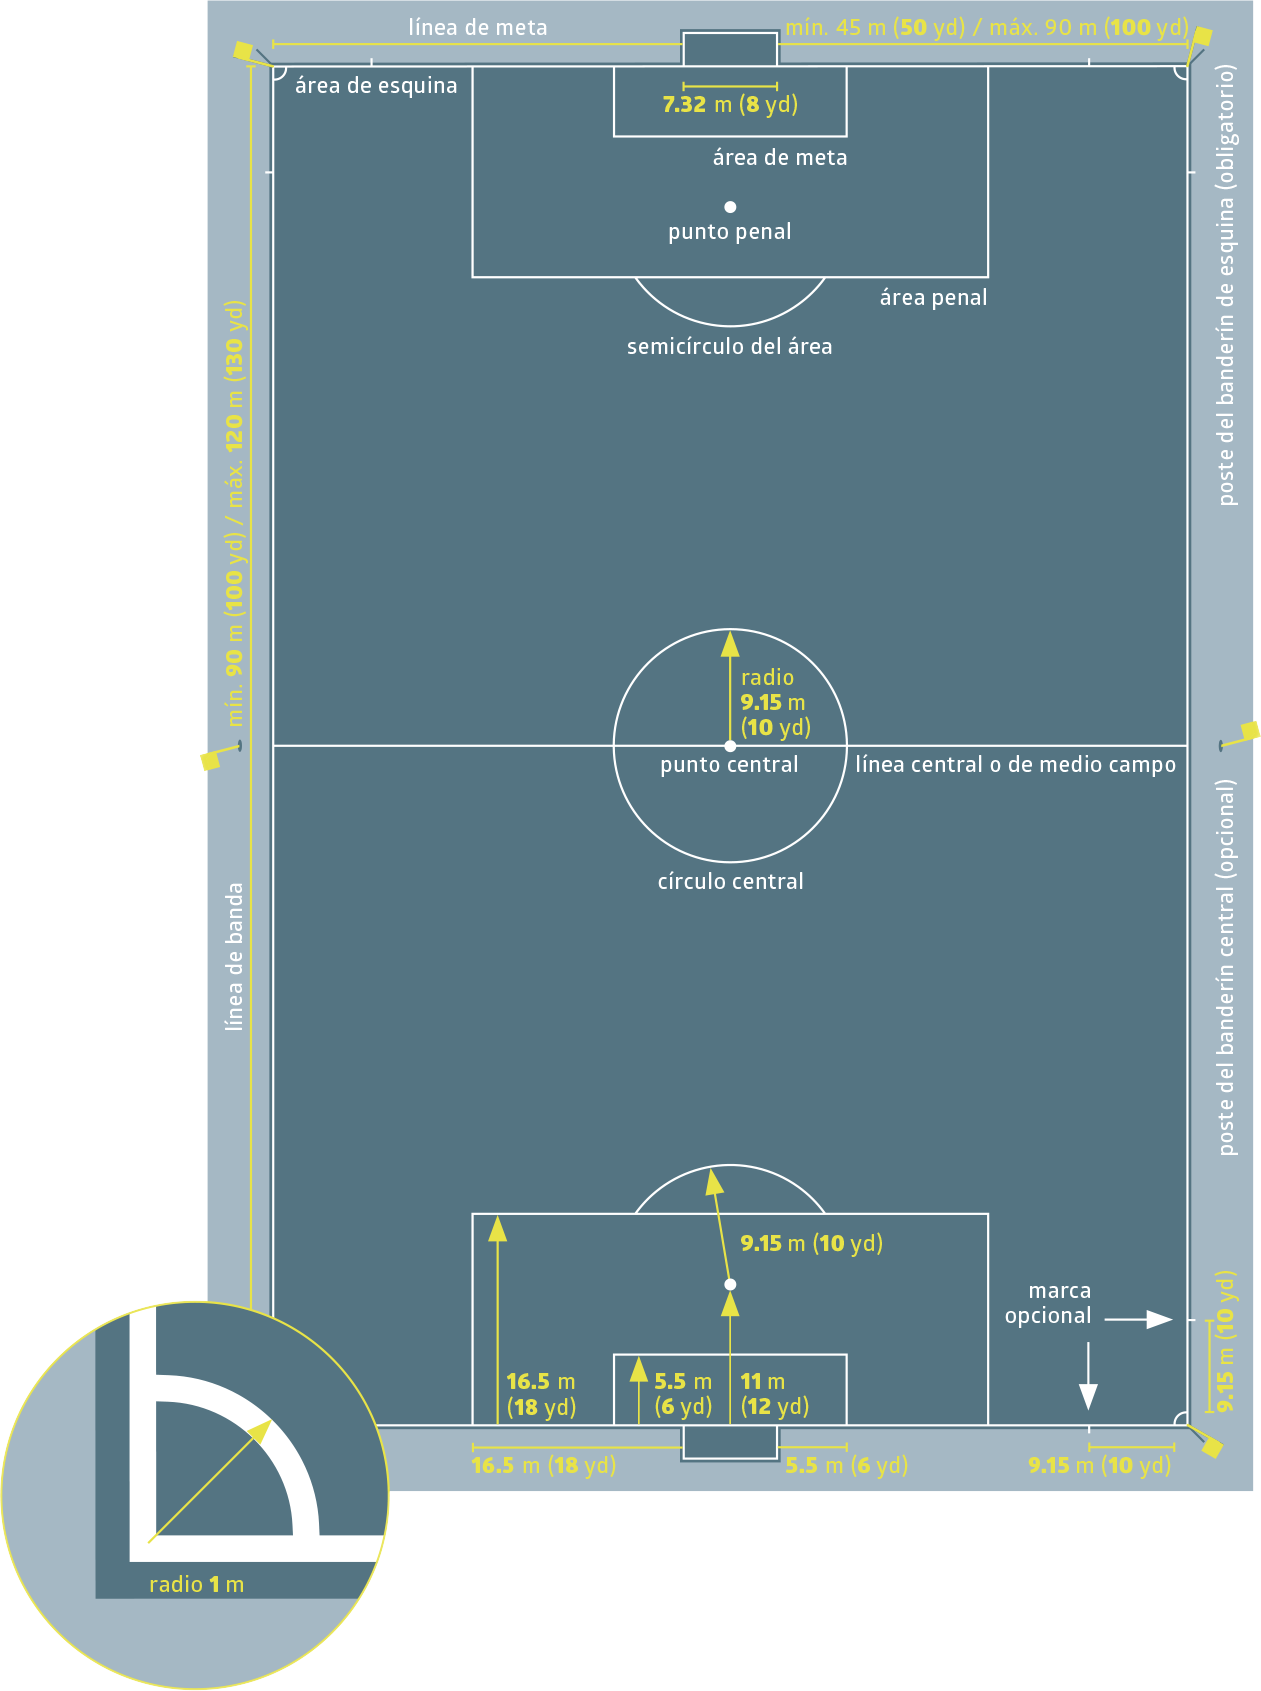 línea de meta
mín. 45 m (50 yd) / máx. 90 m (100 yd)
área de esquina
7.32 m (8 yd)
área de meta
punto penal
área penal
semicírculo del área
poste del banderín de esquina (obligatorio)
mín. 90 m (100 yd) / máx. 120 m (130 yd)
radio
9.15 m
(10 yd)
punto central
línea central o de medio campo
círculo central
línea de banda
poste del banderín central (opcional)
9.15 m (10 yd)
marca
opcional
9.15 m (10 yd)
16.5 m
(18 yd)
5.5 m
(6 yd)
11 m
(12 yd)
16.5 m (18 yd)
5.5 m (6 yd)
9.15 m (10 yd)
radio 1 m